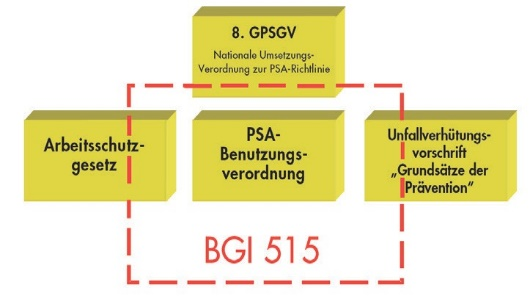 8. GPSGV
Nationale Umsetzungs-
Verordnung zur PSA-Richtlinie
Arbeitsschutz-
gesetz
PSA-
Benutzungs-
verordnung
Unfallverhütungs-
vorschrift
„Grundsätze der
Prävention“
BGI 515